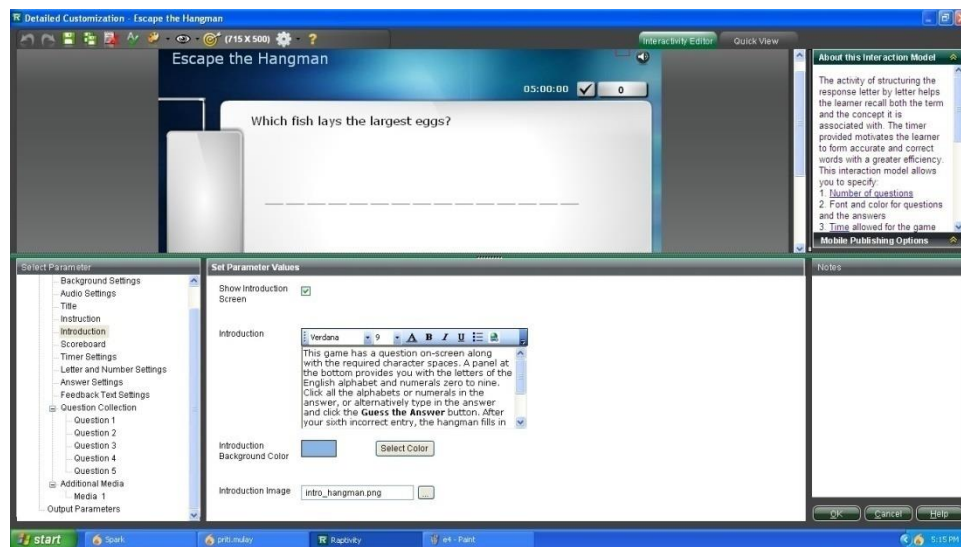 Detailed Customization - Escape the Hangman
(715 X 500)
Interactivity Editor
Quick View
Escape the Hangman
05:00:00
0
Which fish lays the largest eggs?
About this Interaction Model
The activity of structuring the
response letter by letter helps
the learner recall both the term
and the concept it is
associated with. The timer
provided motivates the learner
to form accurate and correct
words with a greater efficiency.
This interaction model allows
you to specify:
1. Number of questions
2. Font and color for questions
and the answers
3. Time allowed for the game
Mobile Publishing Options
Select Parameter
Background Settings
Audio Settings
Title
Instruction
Introduction
Scoreboard
Timer Settings
Letter and Number Settings
Answer Settings
Feedback Text Settings
Question Collection
Question 1
Question 2
Question 3
Question 4
Question 5
Additional Media
Media 1
Output Parameters
Set Parameter Values
Show Introduction
Screen
Introduction
Verdana 9 A B I U
This game has a question on-screen along
with the required character spaces. A panel at
the bottom provides you with the letters of the
English alphabet and numerals zero to nine.
Click all the alphabets or numerals in the
answer, or alternatively type in the answer
and click the Guess the Answer button. After
your sixth incorrect entry, the hangman fills in
Introduction
Background Color
Select Color
Introduction Image
intro_hangman.png
...
Notes
OK
Cancel
Help
start
Spark
priti.mulay
Raptivity
e4 - Paint
5:15 PM